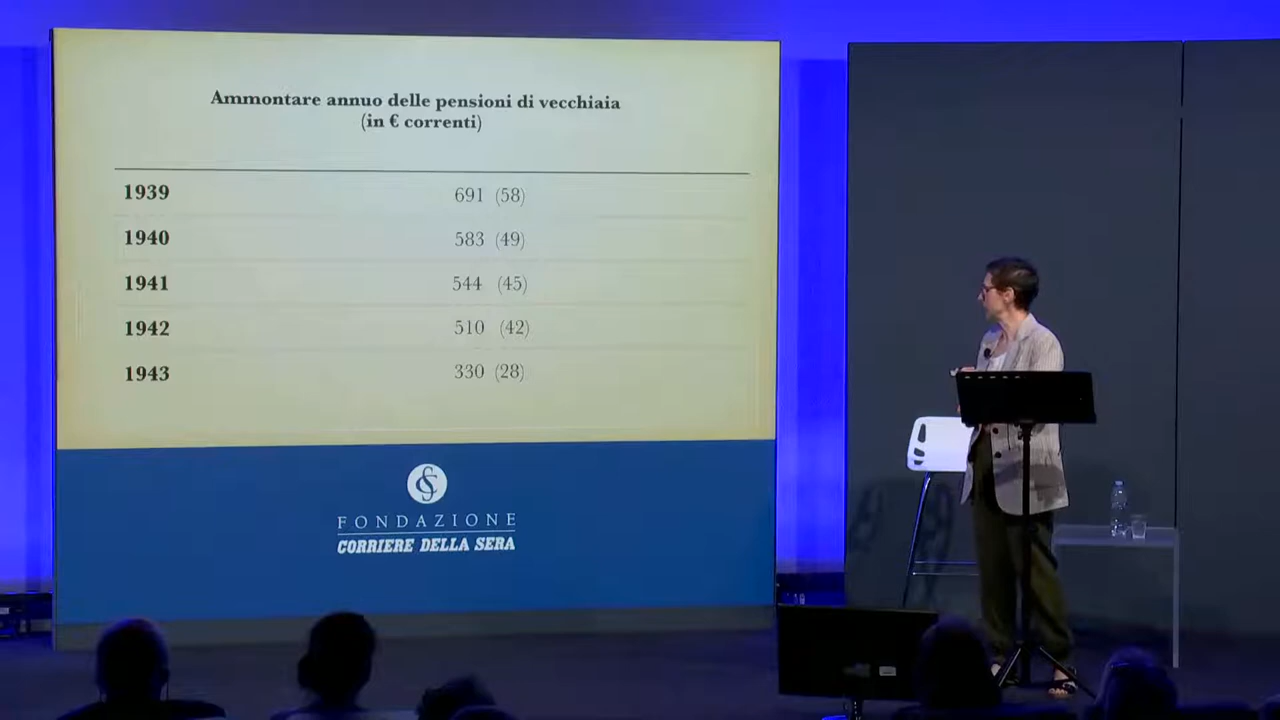 Ammontare annuo delle pensioni di vecchiaia
(in € correnti)
1939 691 (58)
1940 583 (49)
1941 544 (45)
1942 510 (42)
1943 330 (28)
FONDAZIONE
CORRIERE DELLA SERA